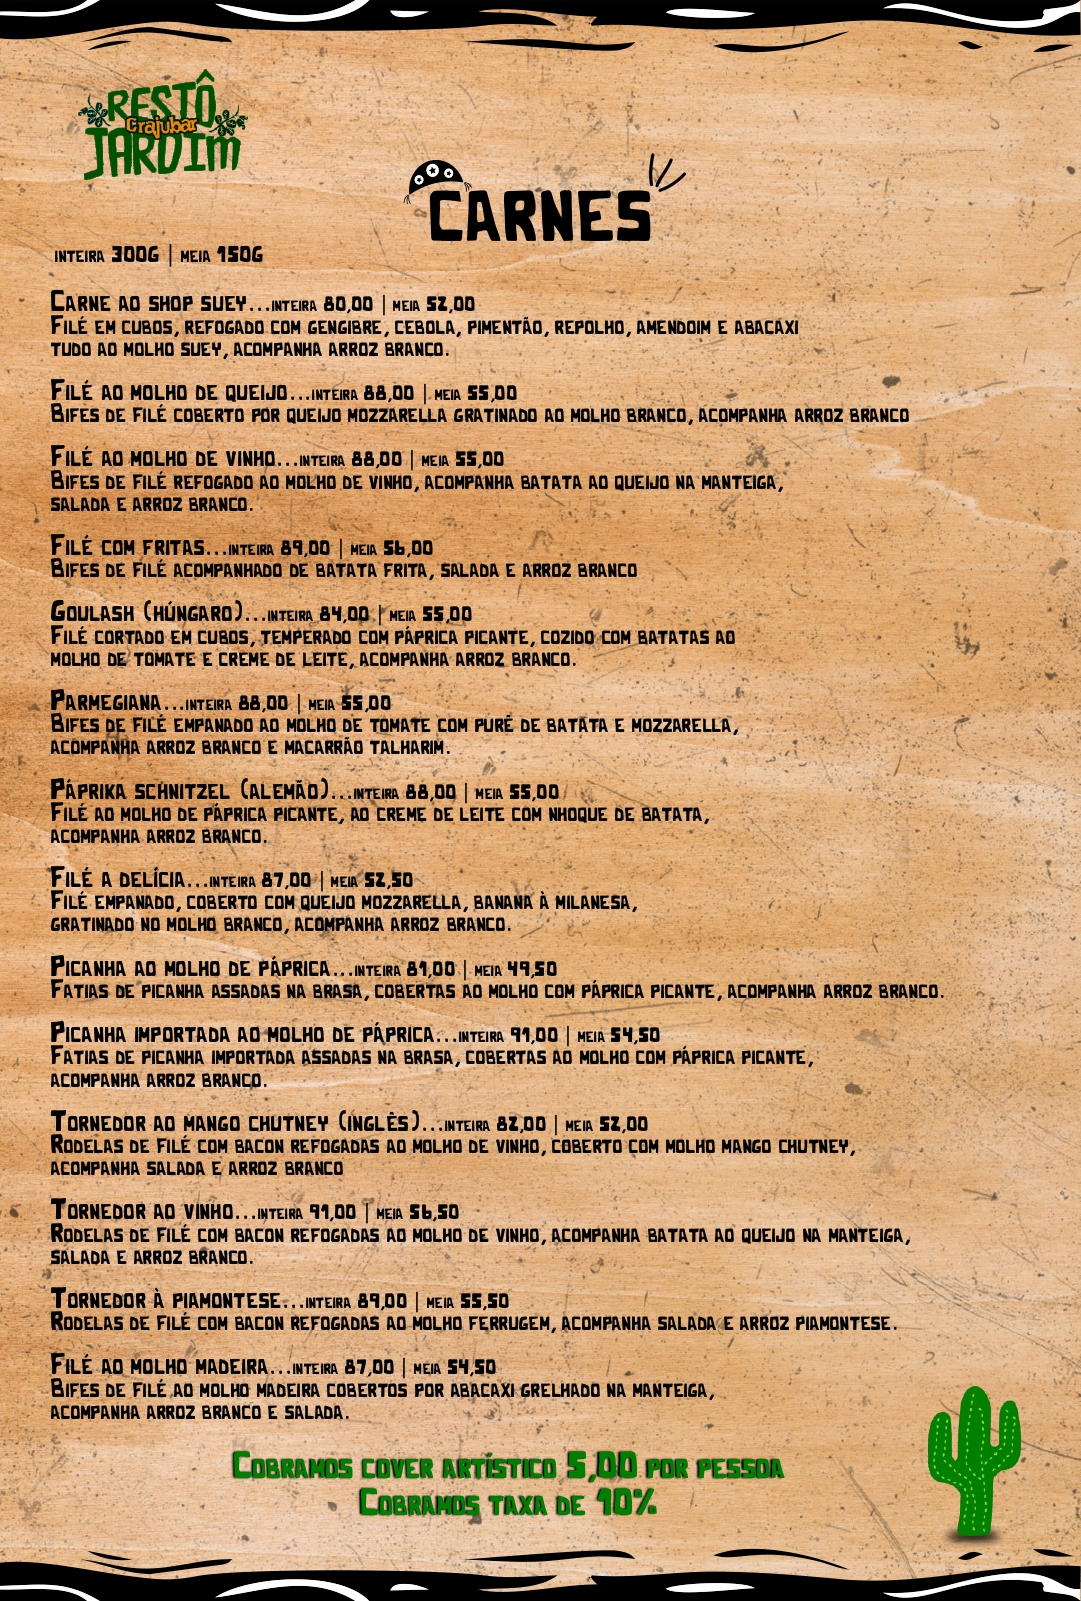 RESTÔ
Crajubar
JARDIM
CARNES
INTEIRA 300G | MEIA 150G
CARNE AO SHOP SUEY...INTEIRA 80,00 | MEIA 52,00
FILÉ EM CUBOS, REFOGADO COM GENGIBRE, CEBOLA, PIMENTÃO, REPOLHO, AMENDOIM E ABACAXI
TUDO AO MOLHO SUEY, ACOMPANHA ARROZ BRANCO.
FILÉ AO MOLHO DE QUEIJO...INTEIRA 88,00 | MEIA 55,00
BIFES DE FILÉ COBERTO POR QUEIJO MOZZARELLA GRATINADO AO MOLHO BRANCO, ACOMPANHA ARROZ BRANCO
FILÉ AO MOLHO DE VINHO...INTEIRA 88,00 | MEIA 55,00
BIFES DE FILÉ REFOGADO AO MOLHO DE VINHO, ACOMPANHA BATATA AO QUEIJO NA MANTEIGA,
SALADA E ARROZ BRANCO.
FILÉ COM FRITAS...INTEIRA 89,00 | MEIA 56,00
BIFES DE FILÉ ACOMPANHADO DE BATATA FRITA, SALADA E ARROZ BRANCO
GOULASH (HÚNGARO)...INTEIRA 84,00 | MEIA 55,00
FILÉ CORTADO EM CUBOS, TEMPERADO COM PÁPRICA PICANTE, COZIDO COM BATATAS AO
MOLHO DE TOMATE E CREME DE LEITE, ACOMPANHA ARROZ BRANCO.
PARMEGIANA...INTEIRA 88,00 | MEIA 55,00
BIFES DE FILÉ EMPANADO AO MOLHO DE TOMATE COM PURÊ DE BATATA E MOZZARELLA,
ACOMPANHA ARROZ BRANCO E MACARRÃO TALHARIM.
PÁPRIKA SCHNITZEL (ALEMÃO)...INTEIRA 88,00 | MEIA 55,00
FILÉ AO MOLHO DE PÁPRICA PICANTE, AO CREME DE LEITE COM NHOQUE DE BATATA,
ACOMPANHA ARROZ BRANCO.
FILÉ A DELÍCIA...INTEIRA 87,00 | MEIA 52,50
FILÉ EMPANADO, COBERTO COM QUEIJO MOZZARELLA, BANANA À MILANESA,
GRATINADO NO MOLHO BRANCO, ACOMPANHA ARROZ BRANCO.
PICANHA AO MOLHO DE PÁPRICA...INTEIRA 81,00 | MEIA 49,50
FATIAS DE PICANHA ASSADAS NA BRASA, COBERTAS AO MOLHO COM PÁPRICA PICANTE, ACOMPANHA ARROZ BRANCO.
PICANHA IMPORTADA AO MOLHO DE PÁPRICA...INTEIRA 91,00 | MEIA 54,50
FATIAS DE PICANHA IMPORTADA ASSADAS NA BRASA, COBERTAS AO MOLHO COM PÁPRICA PICANTE,
ACOMPANHA ARROZ BRANCO.
TORNEDOR AO MANGO CHUTNEY (INGLÊS)...INTEIRA 82,00 | MEIA 52,00
RODELAS DE FILÉ COM BACON REFOGADAS AO MOLHO DE VINHO, COBERTO COM MOLHO MANGO CHUTNEY,
ACOMPANHA SALADA E ARROZ BRANCO
TORNEDOR AO VINHO...INTEIRA 91,00 | MEIA 56,50
RODELAS DE FILÉ COM BACON REFOGADAS AO MOLHO DE VINHO, ACOMPANHA BATATA AO QUEIJO NA MANTEIGA,
SALADA E ARROZ BRANCO.
TORNEDOR À PIAMONTESE...INTEIRA 89,00 | MEIA 55,50
RODELAS DE FILÉ COM BACON REFOGADAS AO MOLHO FERRUGEM, ACOMPANHA SALADA E ARROZ PIAMONTESE.
FILÉ AO MOLHO MADEIRA...INTEIRA 87,00 | MEIA 54,50
BIFES DE FILÉ AO MOLHO MADEIRA COBERTOS POR ABACAXI GRELHADO NA MANTEIGA,
ACOMPANHA ARROZ BRANCO E SALADA.
COBRAMOS COVER ARTÍSTICO 5,00 POR PESSOA
COBRAMOS TAXA DE 10%